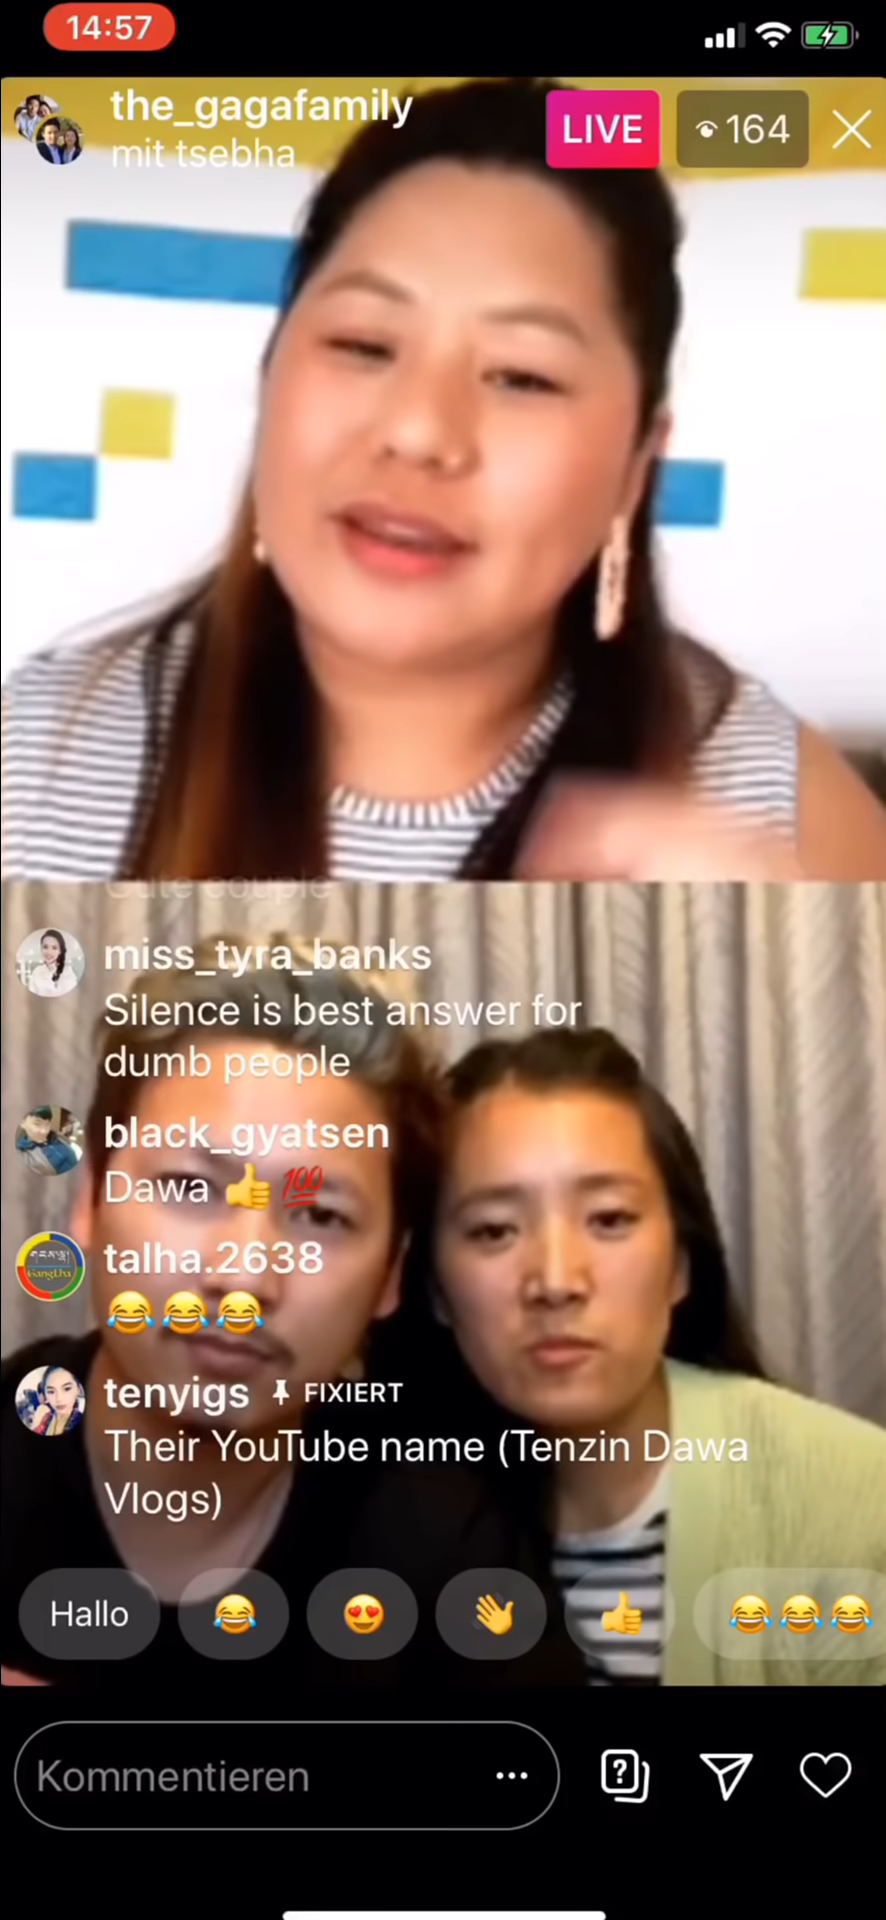 14:57
the_gagafamily
mit tsebha
LIVE
164
Cute couple
miss_tyra_banks
Silence is best answer for
dumb people
black_gyatsen
Dawa 👍💯
talha.2638
😂😂😂
tenyigs FIXIERT
Their YouTube name (Tenzin Dawa
Vlogs)
Hallo 😂 😍 👋 👍 😂😂😂
Kommentieren